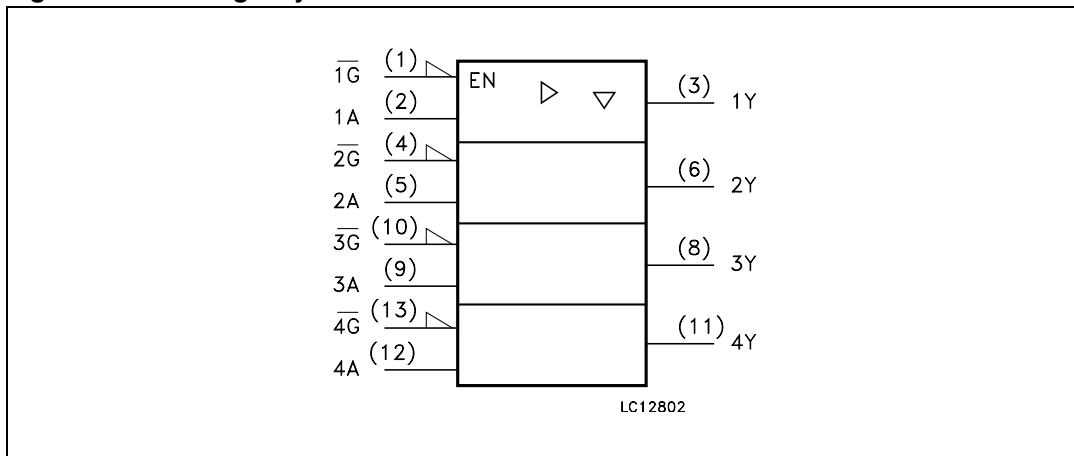 1G̅ (1) EN
1A (2)
(3) 1Y
2G̅ (4)
2A (5)
(6) 2Y
3G̅ (10)
3A (9)
(8) 3Y
4G̅ (13)
4A (12)
(11) 4Y
LC12802